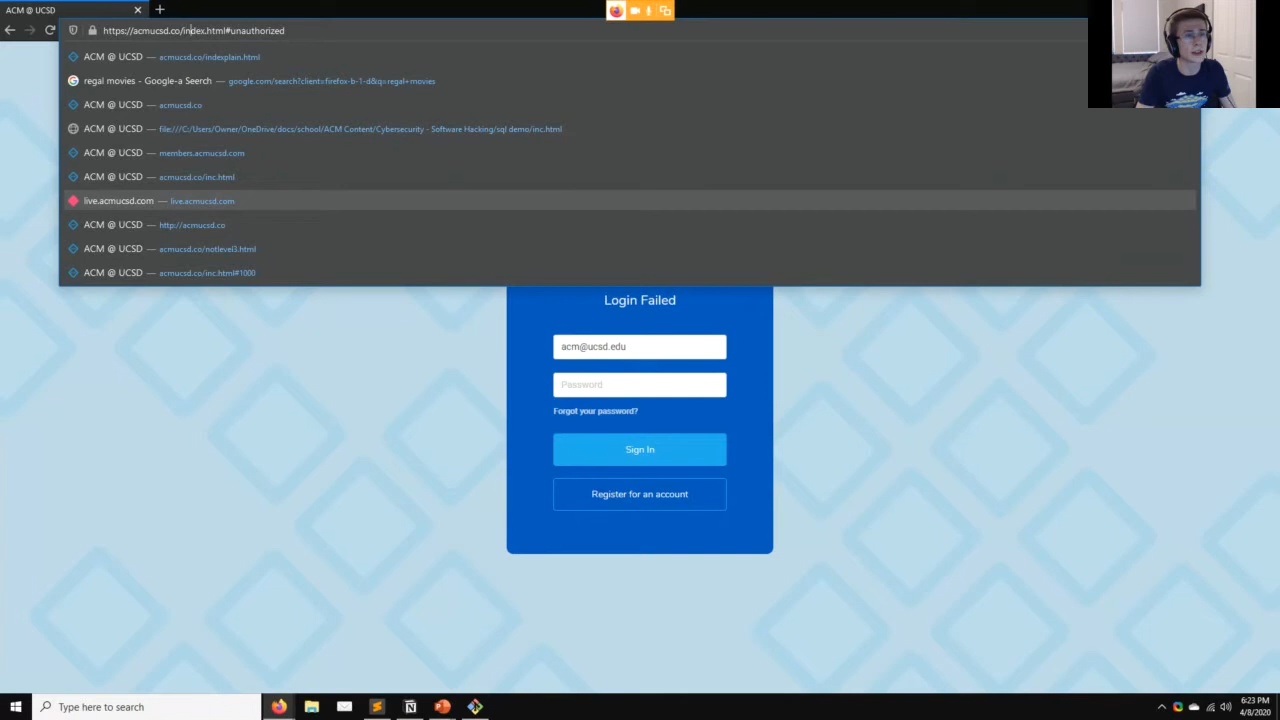 ACM @ UCSD
https://acmucsd.co/index.html#unauthorized
ACM @ UCSD — acmucsd.co/indexplain.html
regal movies - Google-a Seerch — google.com/search?client=firefox-b-1-d&q=regal+movies
ACM @ UCSD — acmucsd.co
ACM @ UCSD — file:///C:/Users/Owner/OneDrive/docs/school/ACM Content/Cybersecurity - Software Hacking/sql demo/inc.html
ACM @ UCSD — members.acmucsd.com
ACM @ UCSD — acmucsd.co/inc.html
live.acmucsd.com — live.acmucsd.com
ACM @ UCSD — http://acmucsd.co
ACM @ UCSD — acmucsd.co/notlevel3.html
ACM @ UCSD — acmucsd.co/inc.html#1000
Login Failed
acm@ucsd.edu
Password
Forgot your password?
Sign In
Register for an account
Type here to search
6:23 PM
4/8/2020